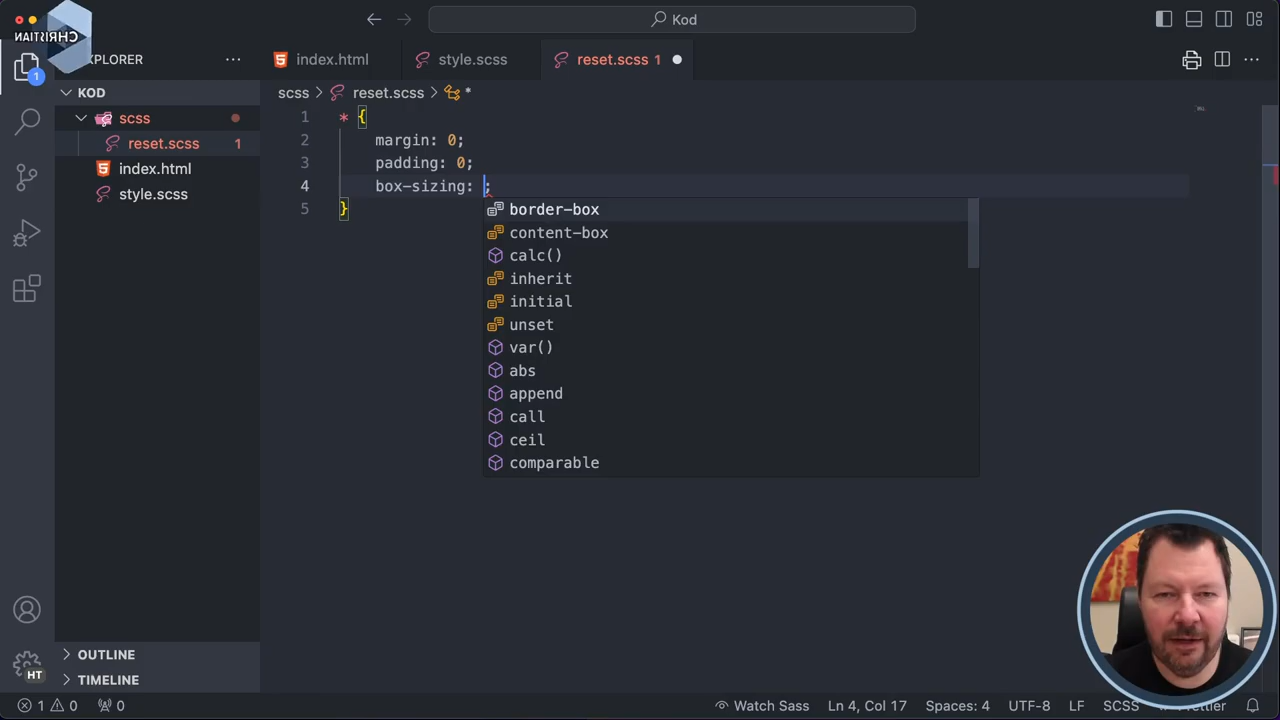 CHRISTIAN
Kod
EXPLORER
index.html
style.scss
reset.scss 1
KOD
scss > reset.scss > *
scss
reset.scss 1
index.html
style.scss
1
1 * {
2 margin: 0;
3 padding: 0;
4 box-sizing: ;
5 }
border-box
content-box
calc()
inherit
initial
unset
var()
abs
append
call
ceil
comparable
OUTLINE
TIMELINE
HT
1 0 0
Watch Sass
Ln 4, Col 17
Spaces: 4
UTF-8
LF
SCSS
Prettier